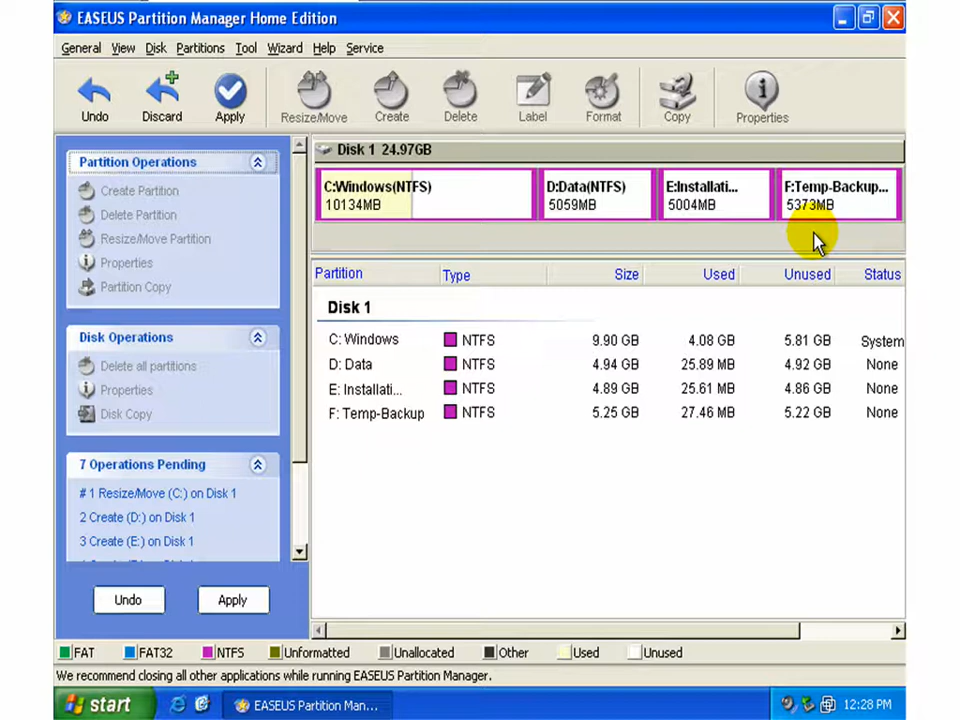 EASEUS Partition Manager Home Edition
General View Disk Partitions Tool Wizard Help Service
Undo Discard Apply Resize/Move Create Delete Label Format Copy Properties
Partition Operations
Create Partition
Delete Partition
Resize/Move Partition
Properties
Partition Copy
Disk Operations
Delete all partitions
Properties
Disk Copy
7 Operations Pending
# 1 Resize/Move (C:) on Disk 1
2 Create (D:) on Disk 1
3 Create (E:) on Disk 1
Undo Apply
Disk 1 24.97GB
C:Windows(NTFS) D:Data(NTFS) E:Installati... F:Temp-Backup...
10134MB 5059MB 5004MB 5373MB
Partition Type Size Used Unused Status
Disk 1
C: Windows NTFS 9.90 GB 4.08 GB 5.81 GB System
D: Data NTFS 4.94 GB 25.89 MB 4.92 GB None
E: Installati... NTFS 4.89 GB 25.61 MB 4.86 GB None
F: Temp-Backup NTFS 5.25 GB 27.46 MB 5.22 GB None
FAT FAT32 NTFS Unformatted Unallocated Other Used Unused
We recommend closing all other applications while running EASEUS Partition Manager.
start EASEUS Partition Man... 12:28 PM